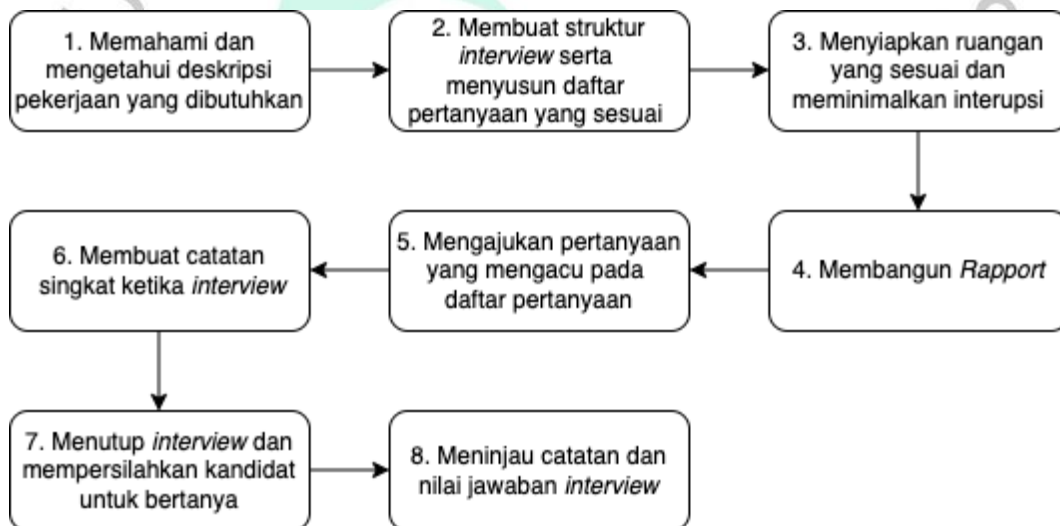 1. Memahami dan
mengetahui deskripsi
pekerjaan yang dibutuhkan
2. Membuat struktur
interview serta
menyusun daftar
pertanyaan yang sesuai
3. Menyiapkan ruangan
yang sesuai dan
meminimalkan interupsi
4. Membangun Rapport
5. Mengajukan pertanyaan
yang mengacu pada
daftar pertanyaan
6. Membuat catatan
singkat ketika interview
7. Menutup interview dan
mempersilahkan kandidat
untuk bertanya
8. Meninjau catatan dan
nilai jawaban interview